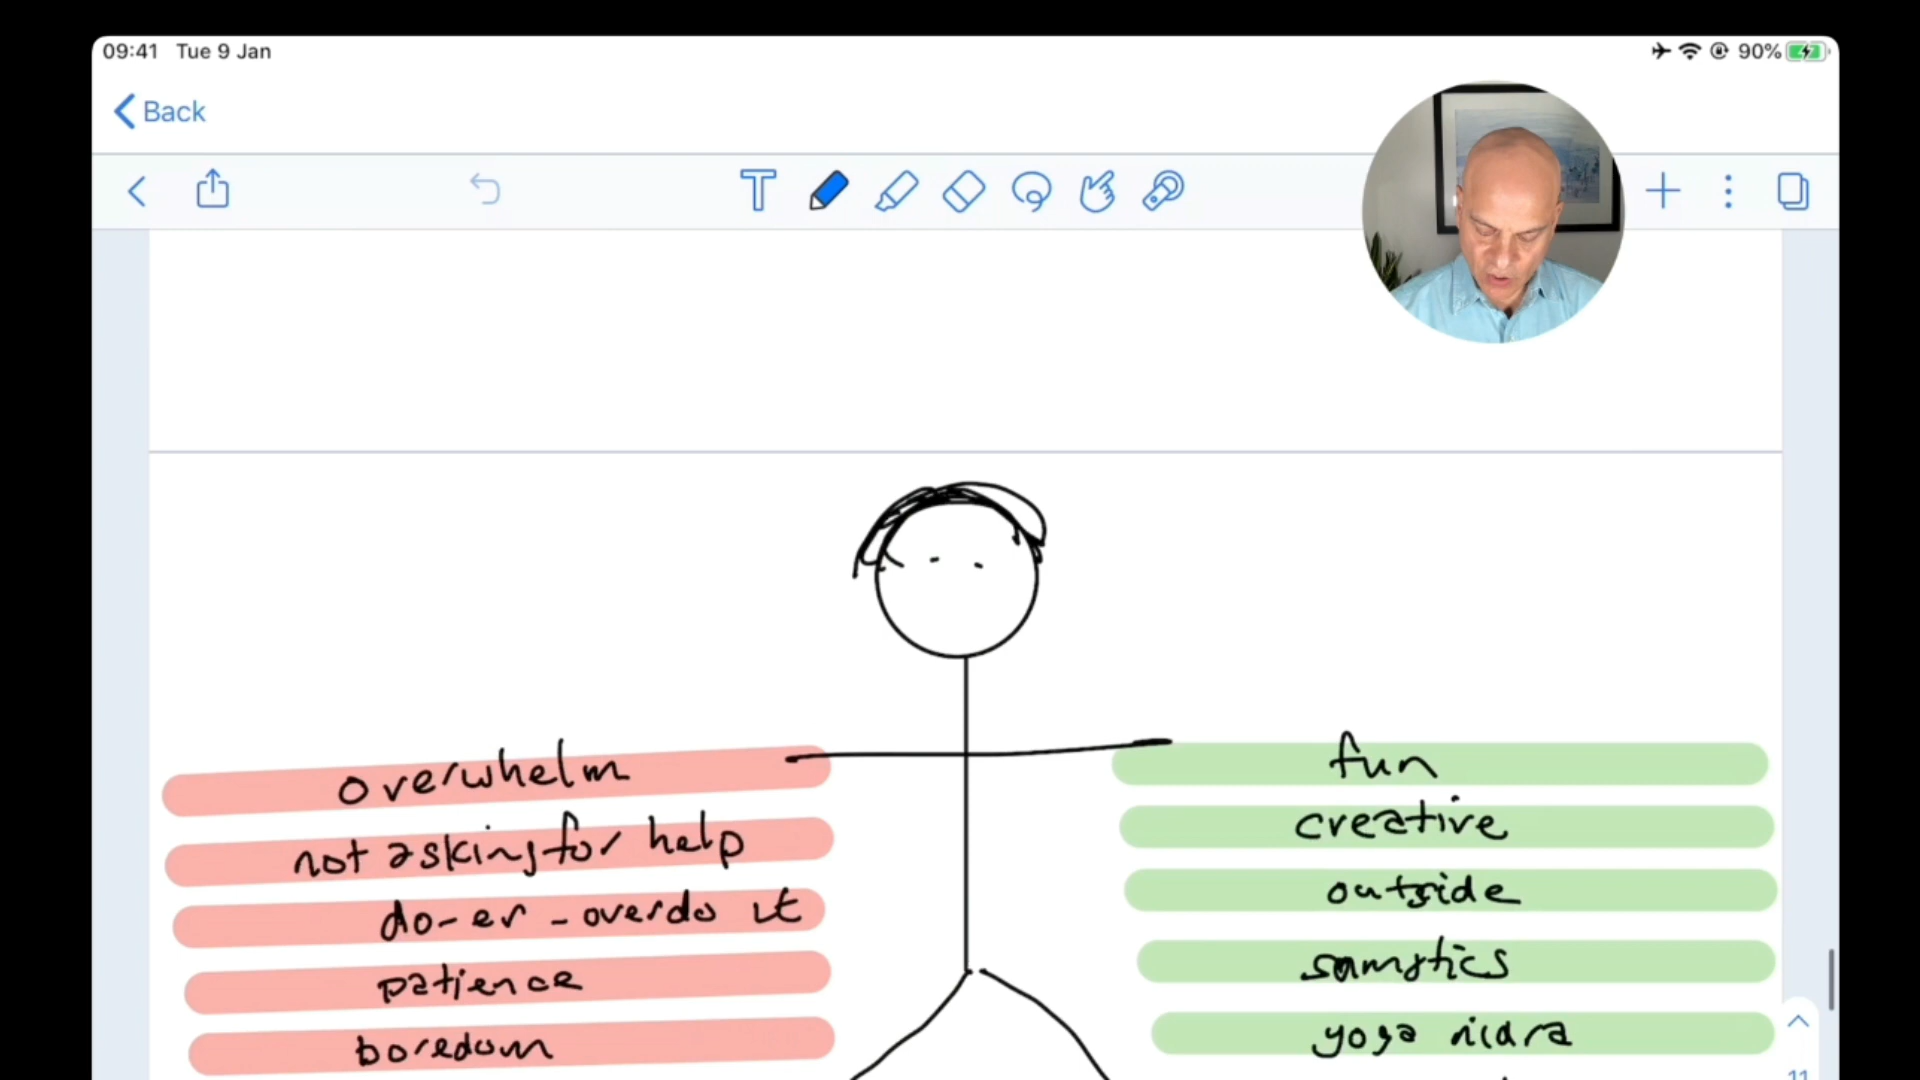 09:41 Tue 9 Jan
90%
Back
overwhelm
not asking for help
do-er - overdo it
patience
boredom
fun
creative
outside
somatics
yoga nidra
11